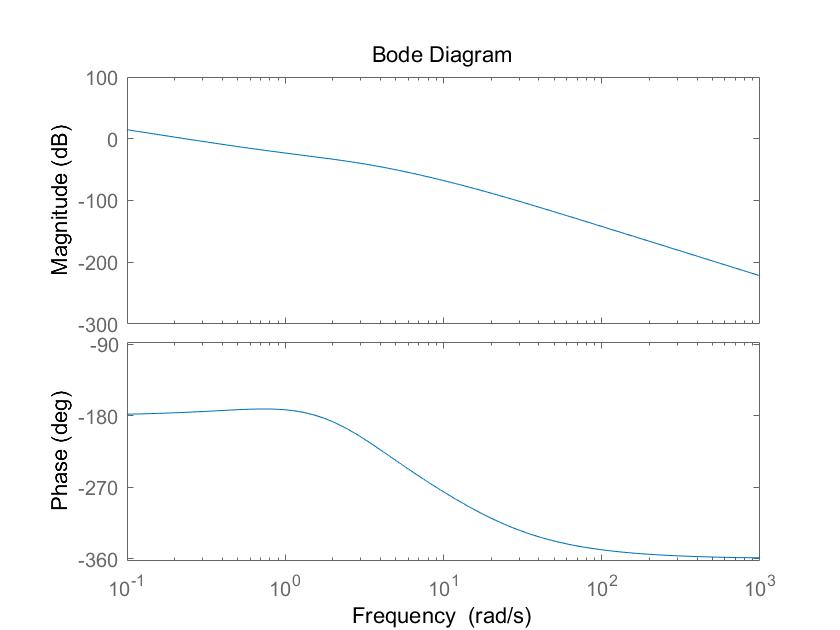 Bode Diagram
Magnitude (dB)
100
0
-100
-200
-300
Phase (deg)
-90
-180
-270
-360
10^-1 10^0 10^1 10^2 10^3
Frequency (rad/s)